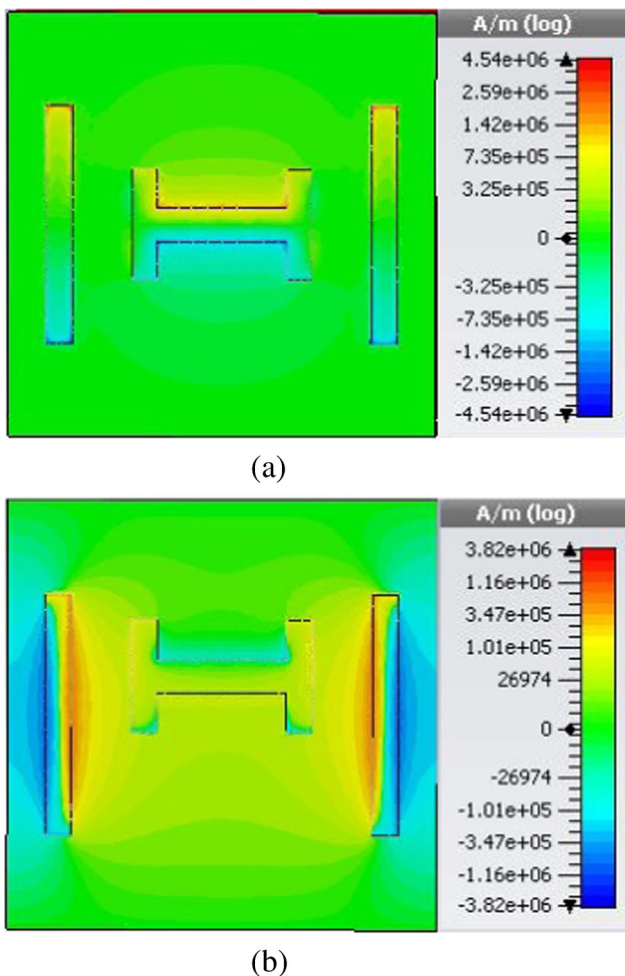 A/m (log)
4.54e+06
2.59e+06
1.42e+06
7.35e+05
3.25e+05
0
-3.25e+05
-7.35e+05
-1.42e+06
-2.59e+06
-4.54e+06
(a)
A/m (log)
3.82e+06
1.16e+06
3.47e+05
1.01e+05
26974
0
-26974
-1.01e+05
-3.47e+05
-1.16e+06
-3.82e+06
(b)